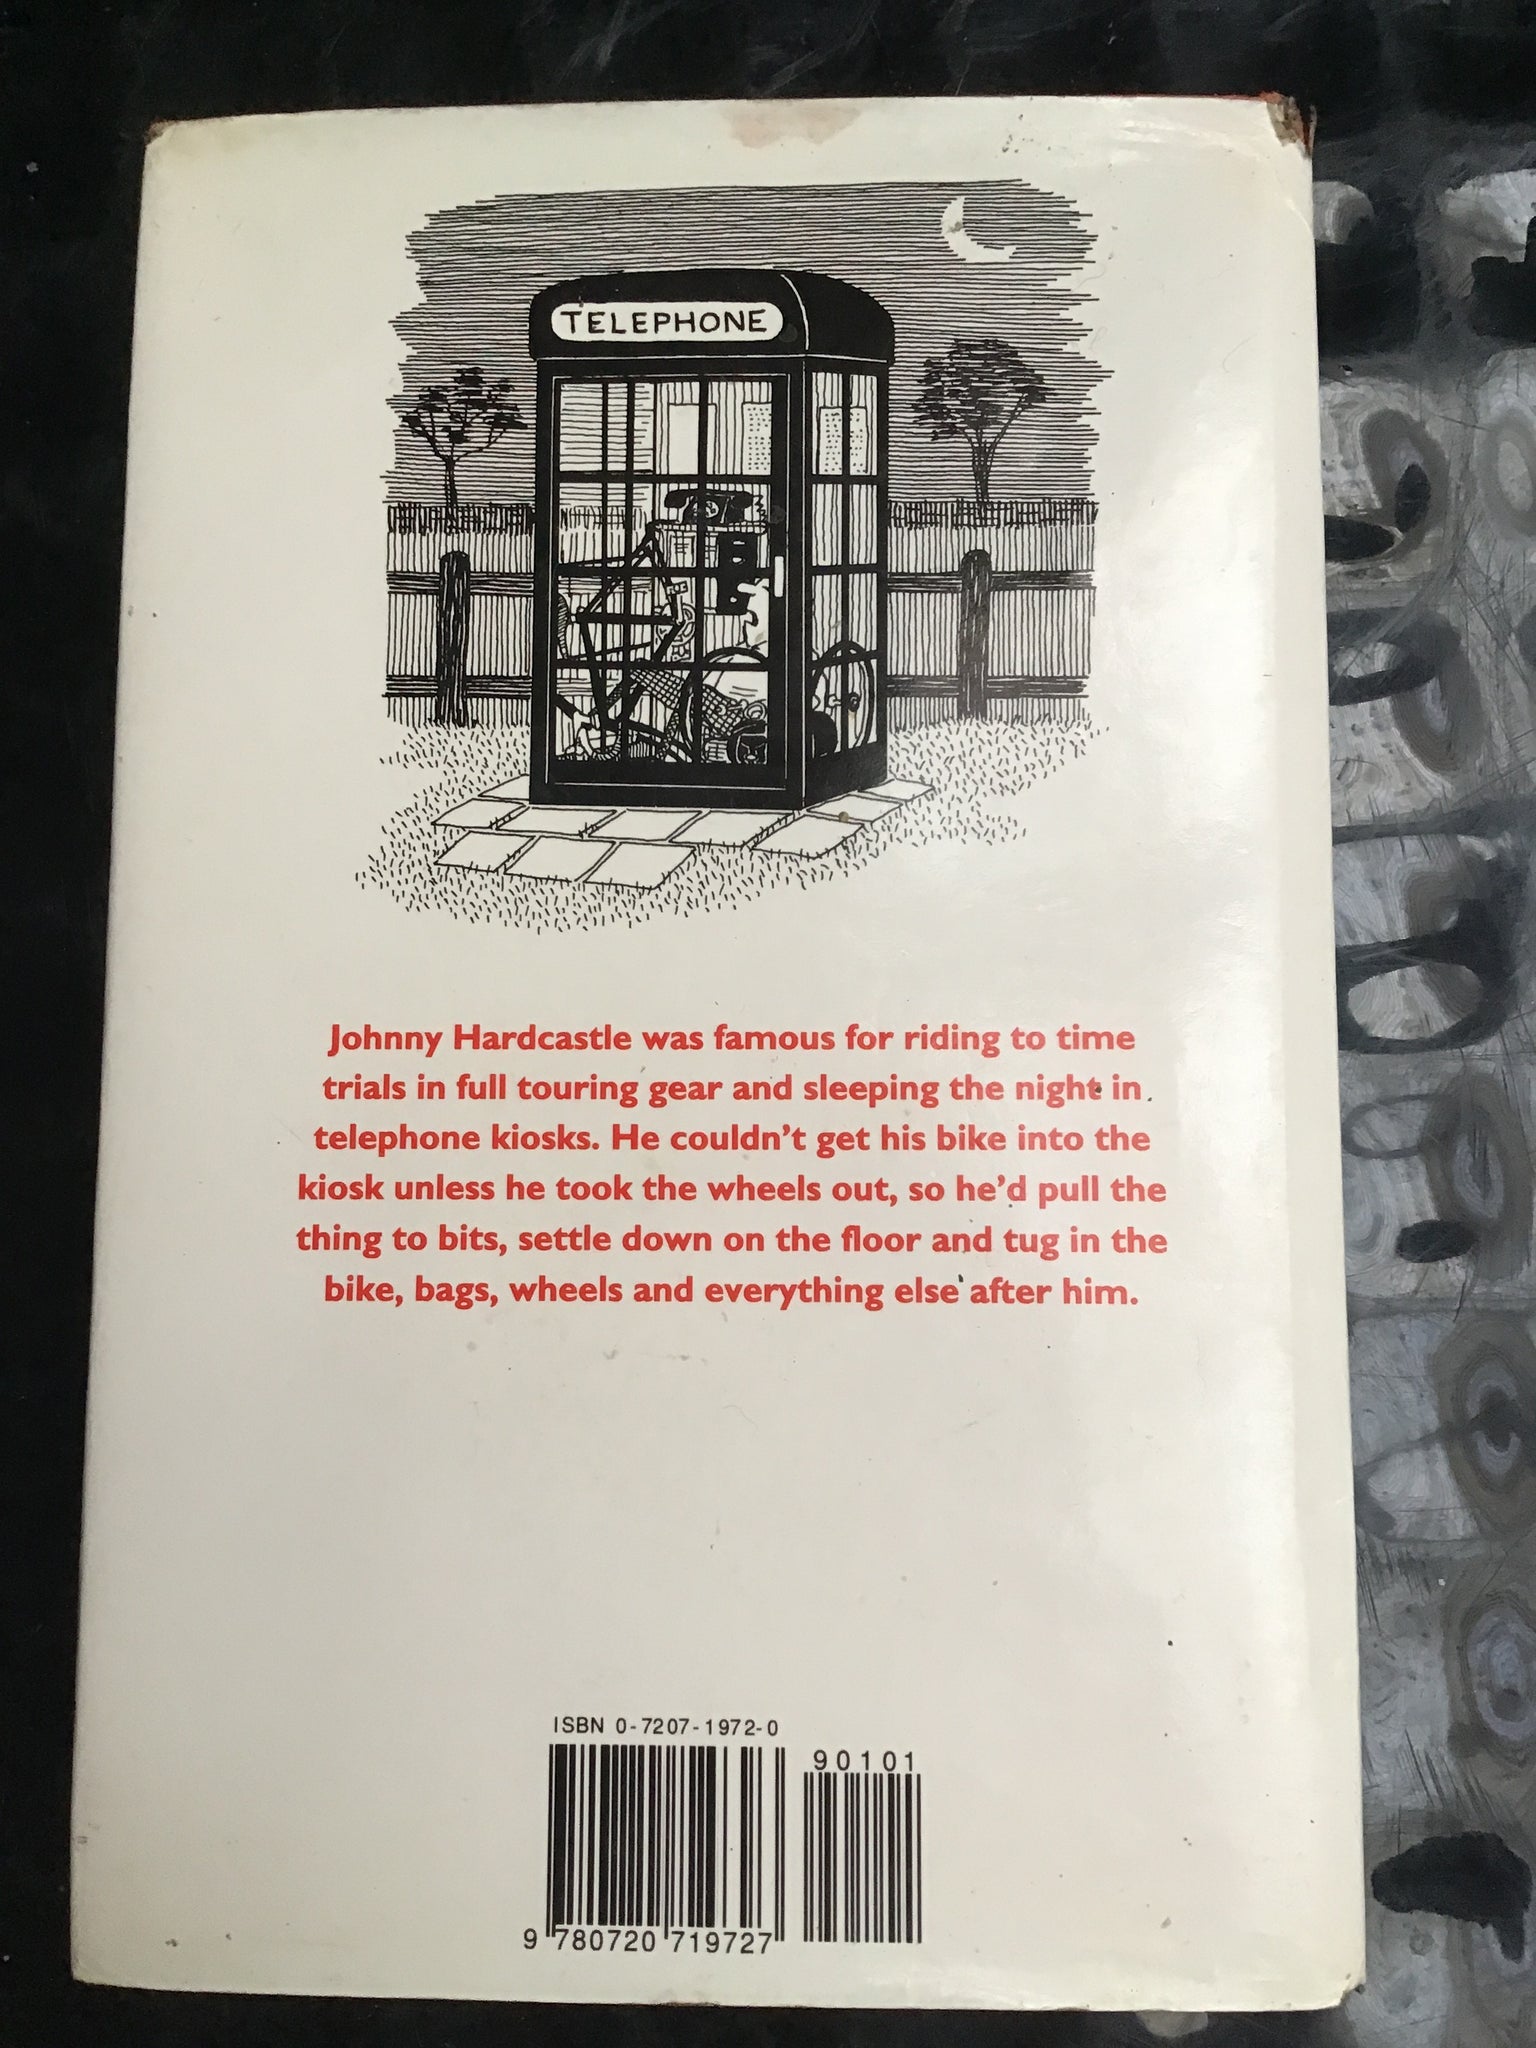 TELEPHONE
Johnny Hardcastle was famous for riding to time
trials in full touring gear and sleeping the night in
telephone kiosks. He couldn't get his bike into the
kiosk unless he took the wheels out, so he'd pull the
thing to bits, settle down on the floor and tug in the
bike, bags, wheels and everything else after him.
ISBN 0-7207-1972-0
90101
9 780720 719727